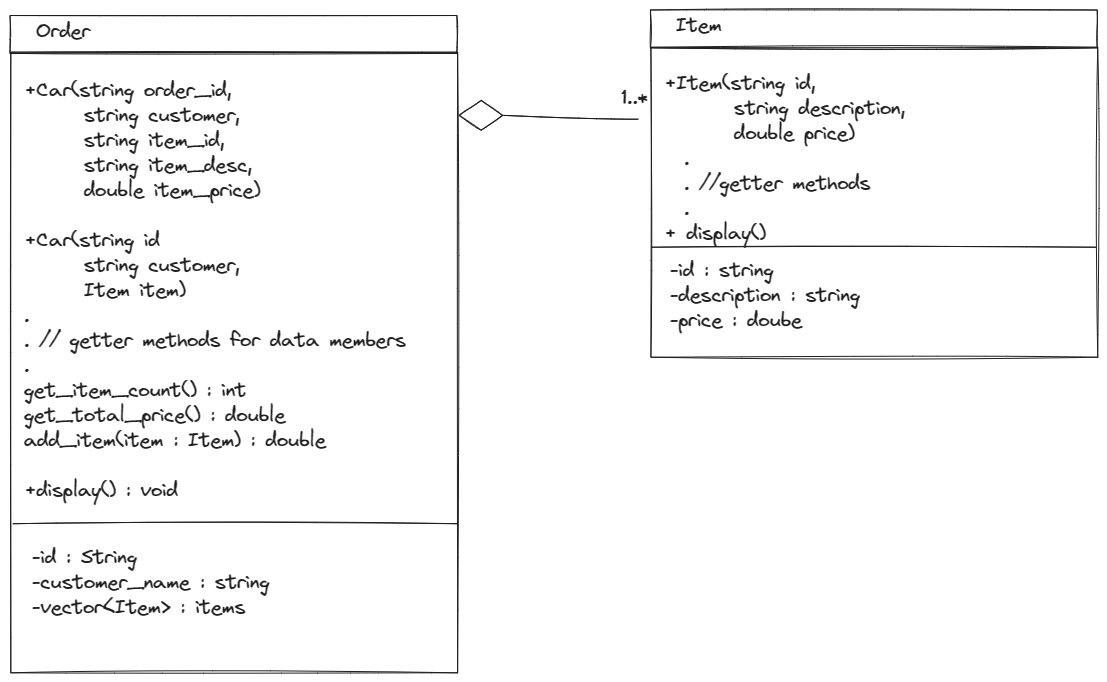 Order
+Car(string order_id,
string customer,
string item_id,
string item_desc,
double item_price)
+Car(string id
string customer,
Item item)
.
. // getter methods for data members
.
get_item_count() : int
get_total_price() : double
add_item(item : Item) : double
+display() : void
-id : String
-customer_name : string
-vector<Item> : items
1..*
Item
+Item(string id,
string description,
double price)
.
. //getter methods
.
+ display()
-id : string
-description : string
-price : doube